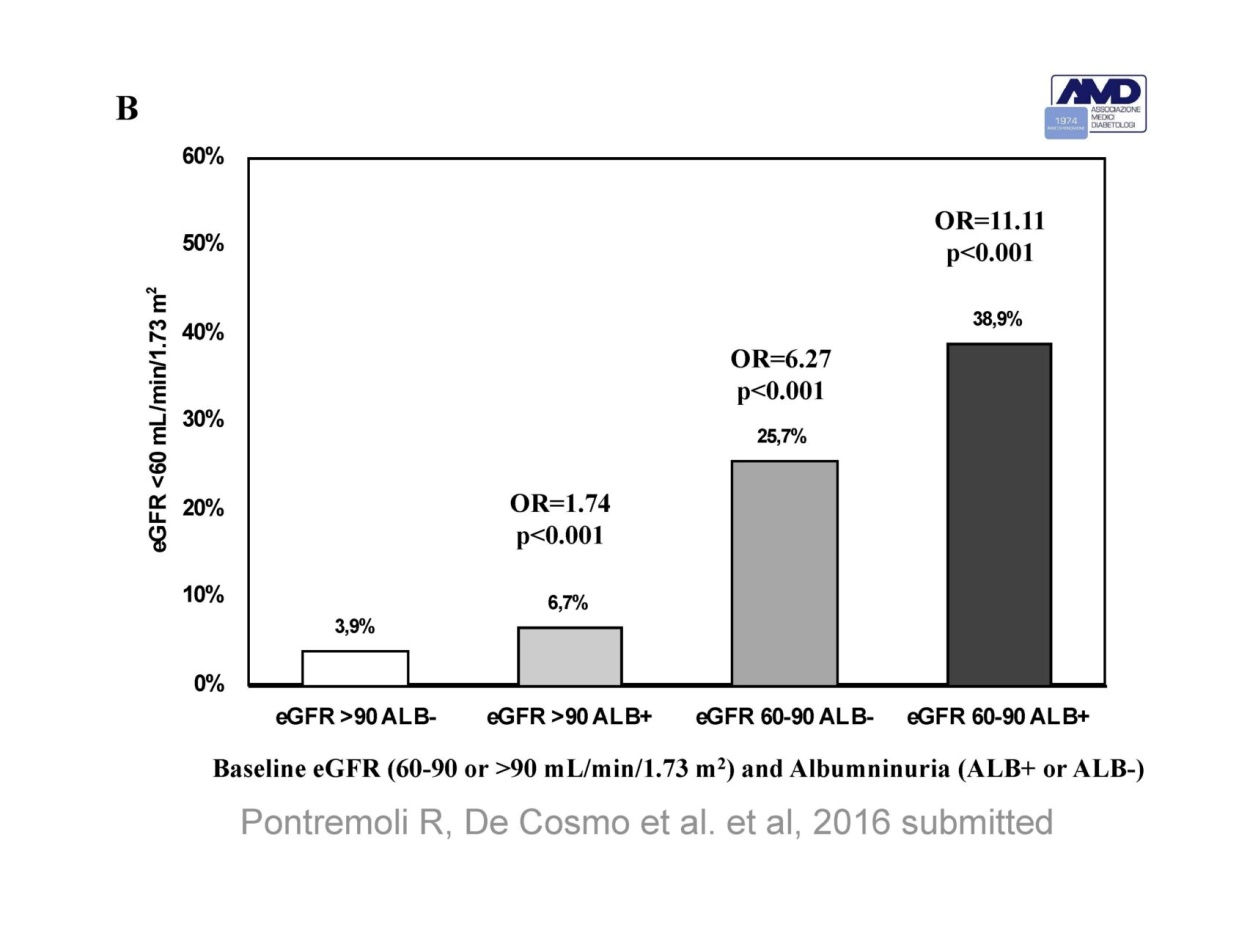 B
AMD
ASSOCIAZIONE
MEDICI
DIABETOLOGI
1974
60%
50%
40%
30%
20%
10%
0%
eGFR <60 mL/min/1.73 m²
OR=11.11
p<0.001
38,9%
OR=6.27
p<0.001
25,7%
OR=1.74
p<0.001
6,7%
3,9%
eGFR >90 ALB- eGFR >90 ALB+ eGFR 60-90 ALB- eGFR 60-90 ALB+
Baseline eGFR (60-90 or >90 mL/min/1.73 m²) and Albumninuria (ALB+ or ALB-)
Pontremoli R, De Cosmo et al. et al, 2016 submitted